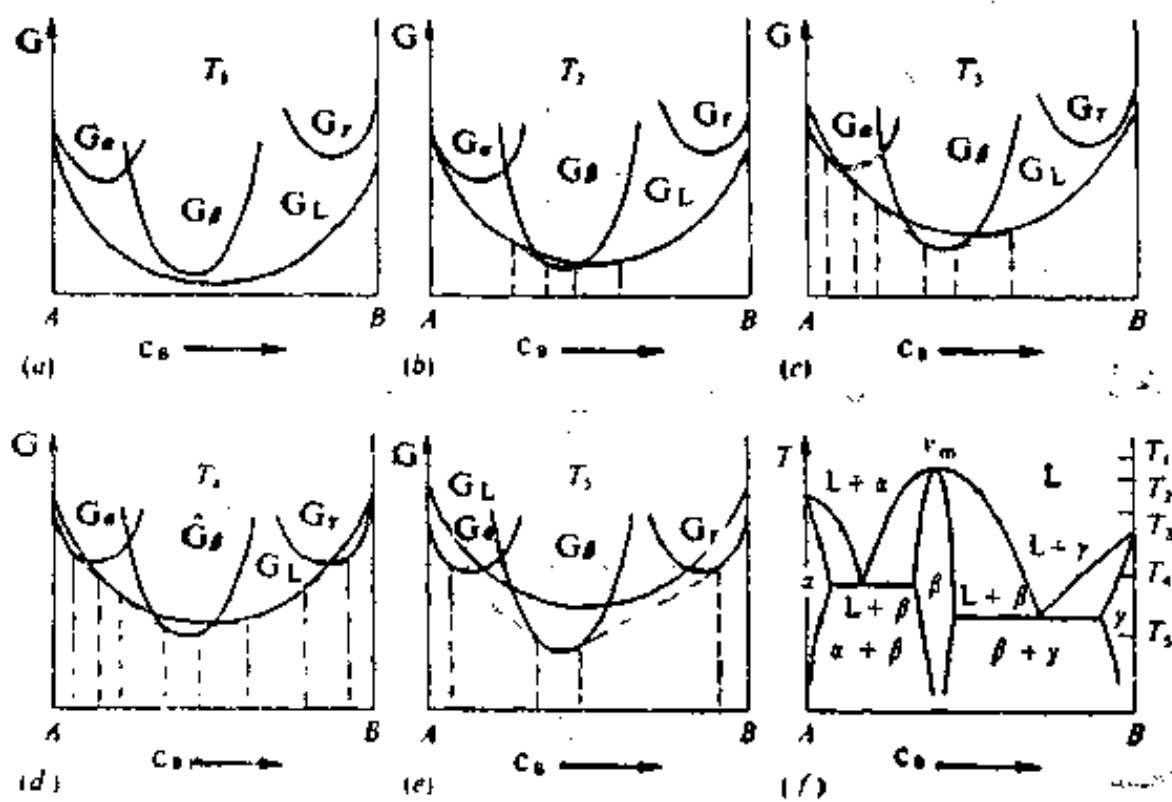 G T₁ G T₂ G T₃
Gα Gβ Gγ GL Gα Gβ Gγ GL Gα Gβ Gγ GL
A B A B A B
C_B C_B C_B
(a) (b) (c)
G T₄ G T₅ T T₁
Gα Gβ Gγ GL GL Gα Gβ Gγ L + α L T₂
T₃
L + γ
T₄
α β L + β γ
L + β
T₅
α + β β + γ
A B A B A B
C_B C_B C_B
(d) (e) (f)